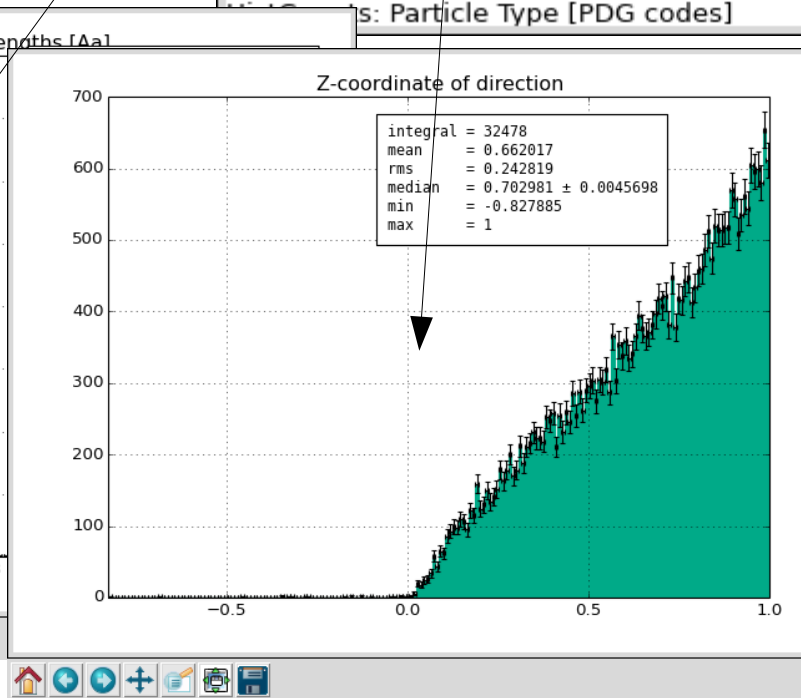 s: Particle Type [PDG codes]
engths [Aa]
Z-coordinate of direction
700
600
500
400
300
200
100
0
integral = 32478
mean = 0.662017
rms = 0.242819
median = 0.702981 ± 0.0045698
min = -0.827885
max = 1
−0.5 0.0 0.5 1.0